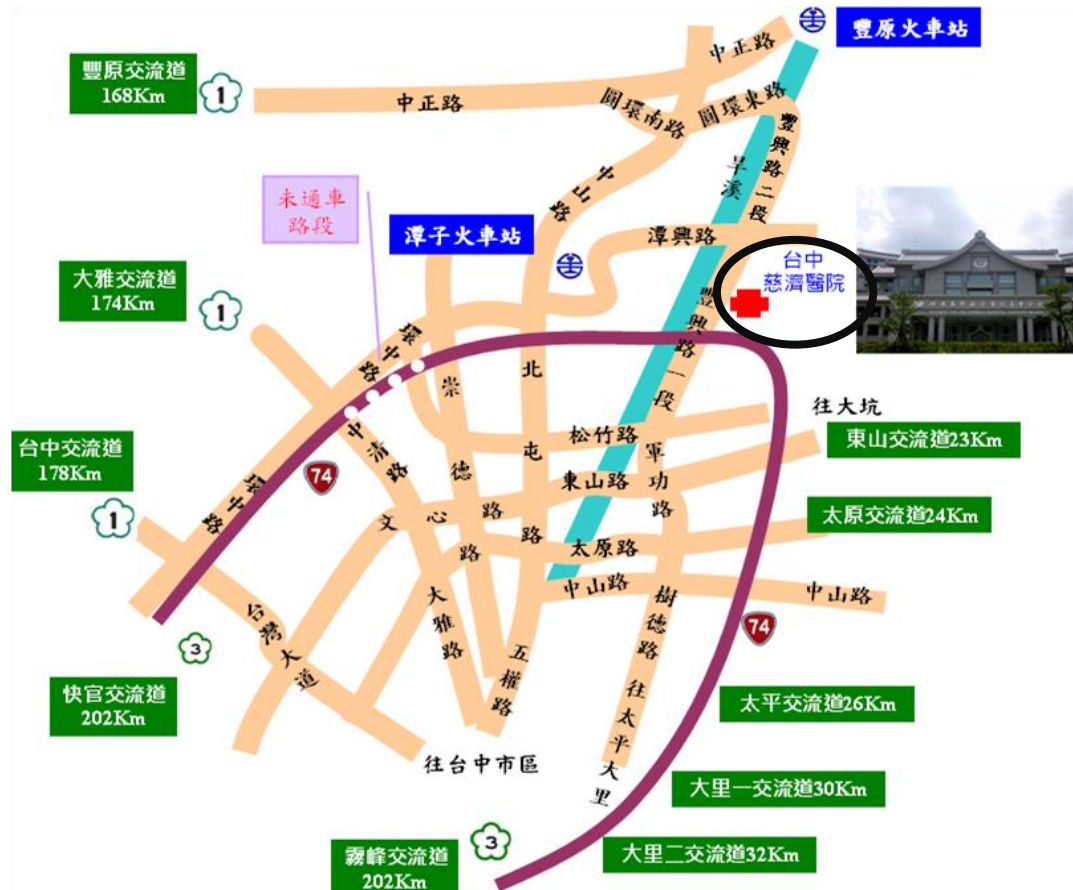 豐原火車站
中正路
豐原交流道
168Km
1
中正路
圓環南路
圓環東路
豐興路二段
旱溪
中山路
未通車
路段
潭子火車站
潭興路
台中
慈濟醫院
大雅交流道
174Km
1
環中路
豐興路一段
北屯路
崇德路
往大坑
松竹路
東山交流道23Km
台中交流道
178Km
1
中清路
74
軍功路
東山路
環中路
文心路
太原交流道24Km
太原路
中山路
中山路
台灣大道
大雅路
樹德路
74
3
五權路
往太平大里
快官交流道
202Km
太平交流道26Km
往台中市區
大里一交流道30Km
3
霧峰交流道
202Km
大里二交流道32Km